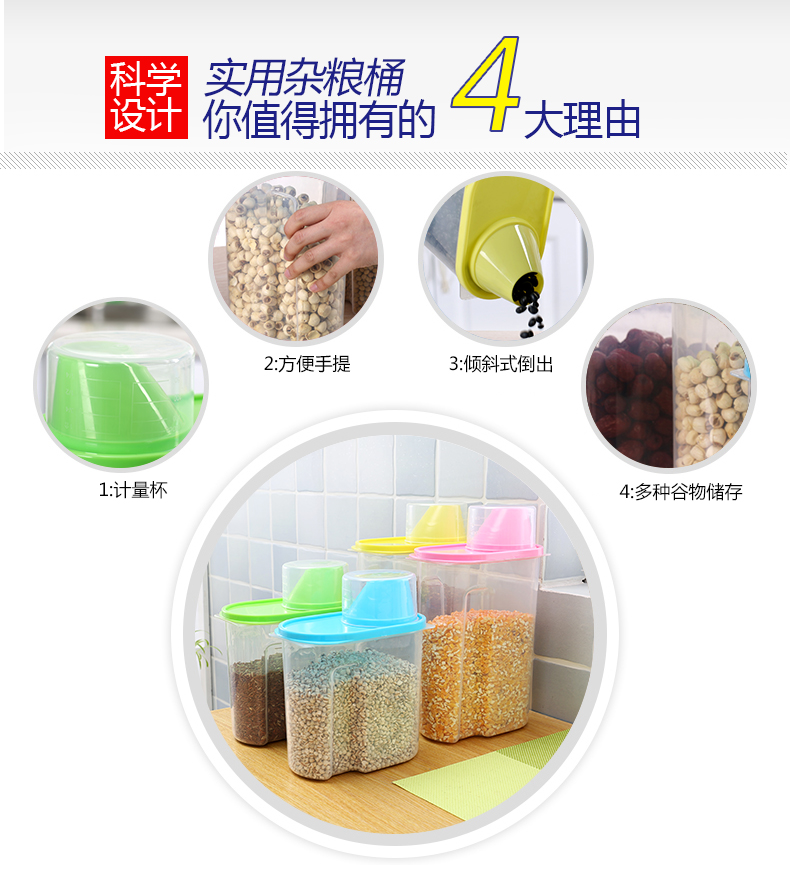 科学
设计
实用杂粮桶
你值得拥有的4大理由
2:方便手提
3:倾斜式倒出
1:计量杯
4:多种谷物储存